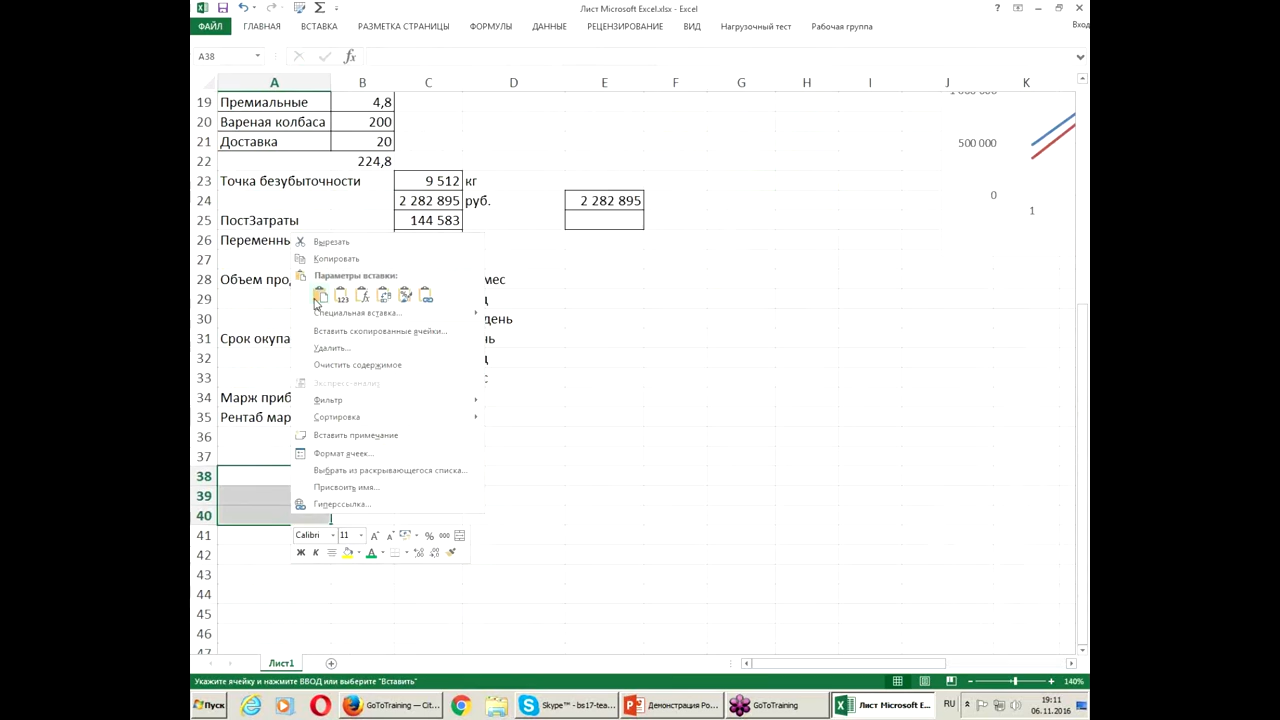 Лист Microsoft Excel.xlsx - Excel
ФАЙЛ ГЛАВНАЯ ВСТАВКА РАЗМЕТКА СТРАНИЦЫ ФОРМУЛЫ ДАННЫЕ РЕЦЕНЗИРОВАНИЕ ВИД Нагрузочный тест Рабочая группа Вход
A38 fx
A B C D E F G H I J K
19 Премиальные 4,8
20 Вареная колбаса 200
21 Доставка 20
22 224,8
23 Точка безубыточности 9 512 кг
24 2 282 895 руб. 2 282 895
25 ПостЗатраты 144 583
26 Переменнь
27
28 Объем про мес
29
30 день
31 Срок окупа нь
32
33 с
34 Марж приб
35 Рентаб мар
36
37
38
39
40
41
42
43
44
45
46
47
500 000
0
1
Вырезать
Копировать
Параметры вставки:
123
Специальная вставка...
Вставить скопированные ячейки...
Удалить...
Очистить содержимое
Экспресс-анализ
Фильтр
Сортировка
Вставить примечание
Формат ячеек...
Выбрать из раскрывающегося списка...
Присвоить имя...
Гиперссылка...
Calibri 11 A A % 000
Ж К A
Лист1
Укажите ячейку и нажмите ВВОД или выберите "Вставить" 140%
Пуск GoToTraining — Cit... Skype™ - bs17-tea... Демонстрация Po... GoToTraining Лист Microsoft E... RU 19:11
06.11.2016